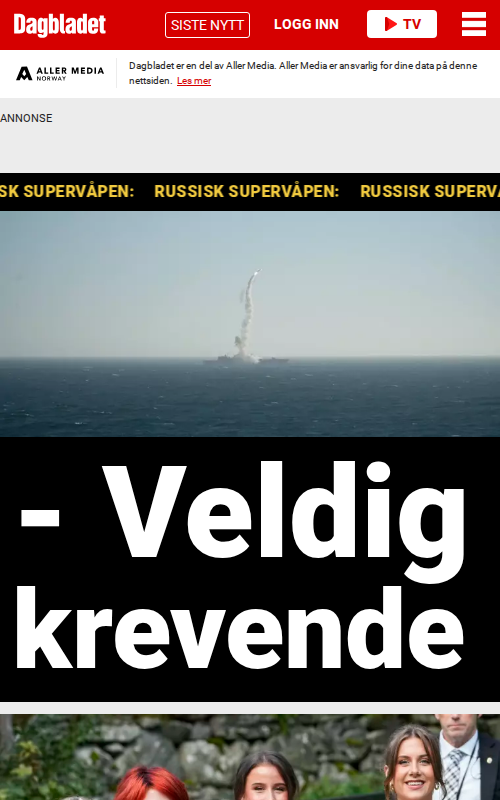 Dagbladet SISTE NYTT LOGG INN TV
ALLER MEDIA
NORWAY
Dagbladet er en del av Aller Media. Aller Media er ansvarlig for dine data på denne
nettsiden. Les mer
ANNONSE
SK SUPERVÅPEN: RUSSISK SUPERVÅPEN: RUSSISK SUPERVÅ
- Veldig
krevende